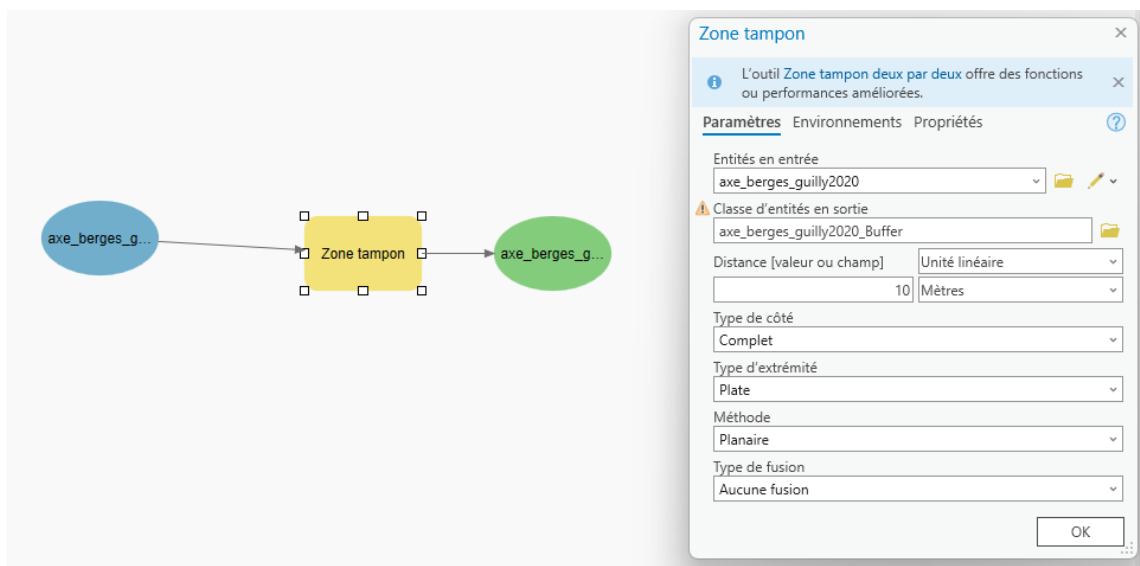 axe_berges_g...
Zone tampon
axe_berges_g...
Zone tampon
L'outil Zone tampon deux par deux offre des fonctions
ou performances améliorées.
Paramètres Environnements Propriétés
Entités en entrée
axe_berges_guilly2020
Classe d'entités en sortie
axe_berges_guilly2020_Buffer
Distance [valeur ou champ] Unité linéaire
10 Mètres
Type de côté
Complet
Type d'extrémité
Plate
Méthode
Planaire
Type de fusion
Aucune fusion
OK